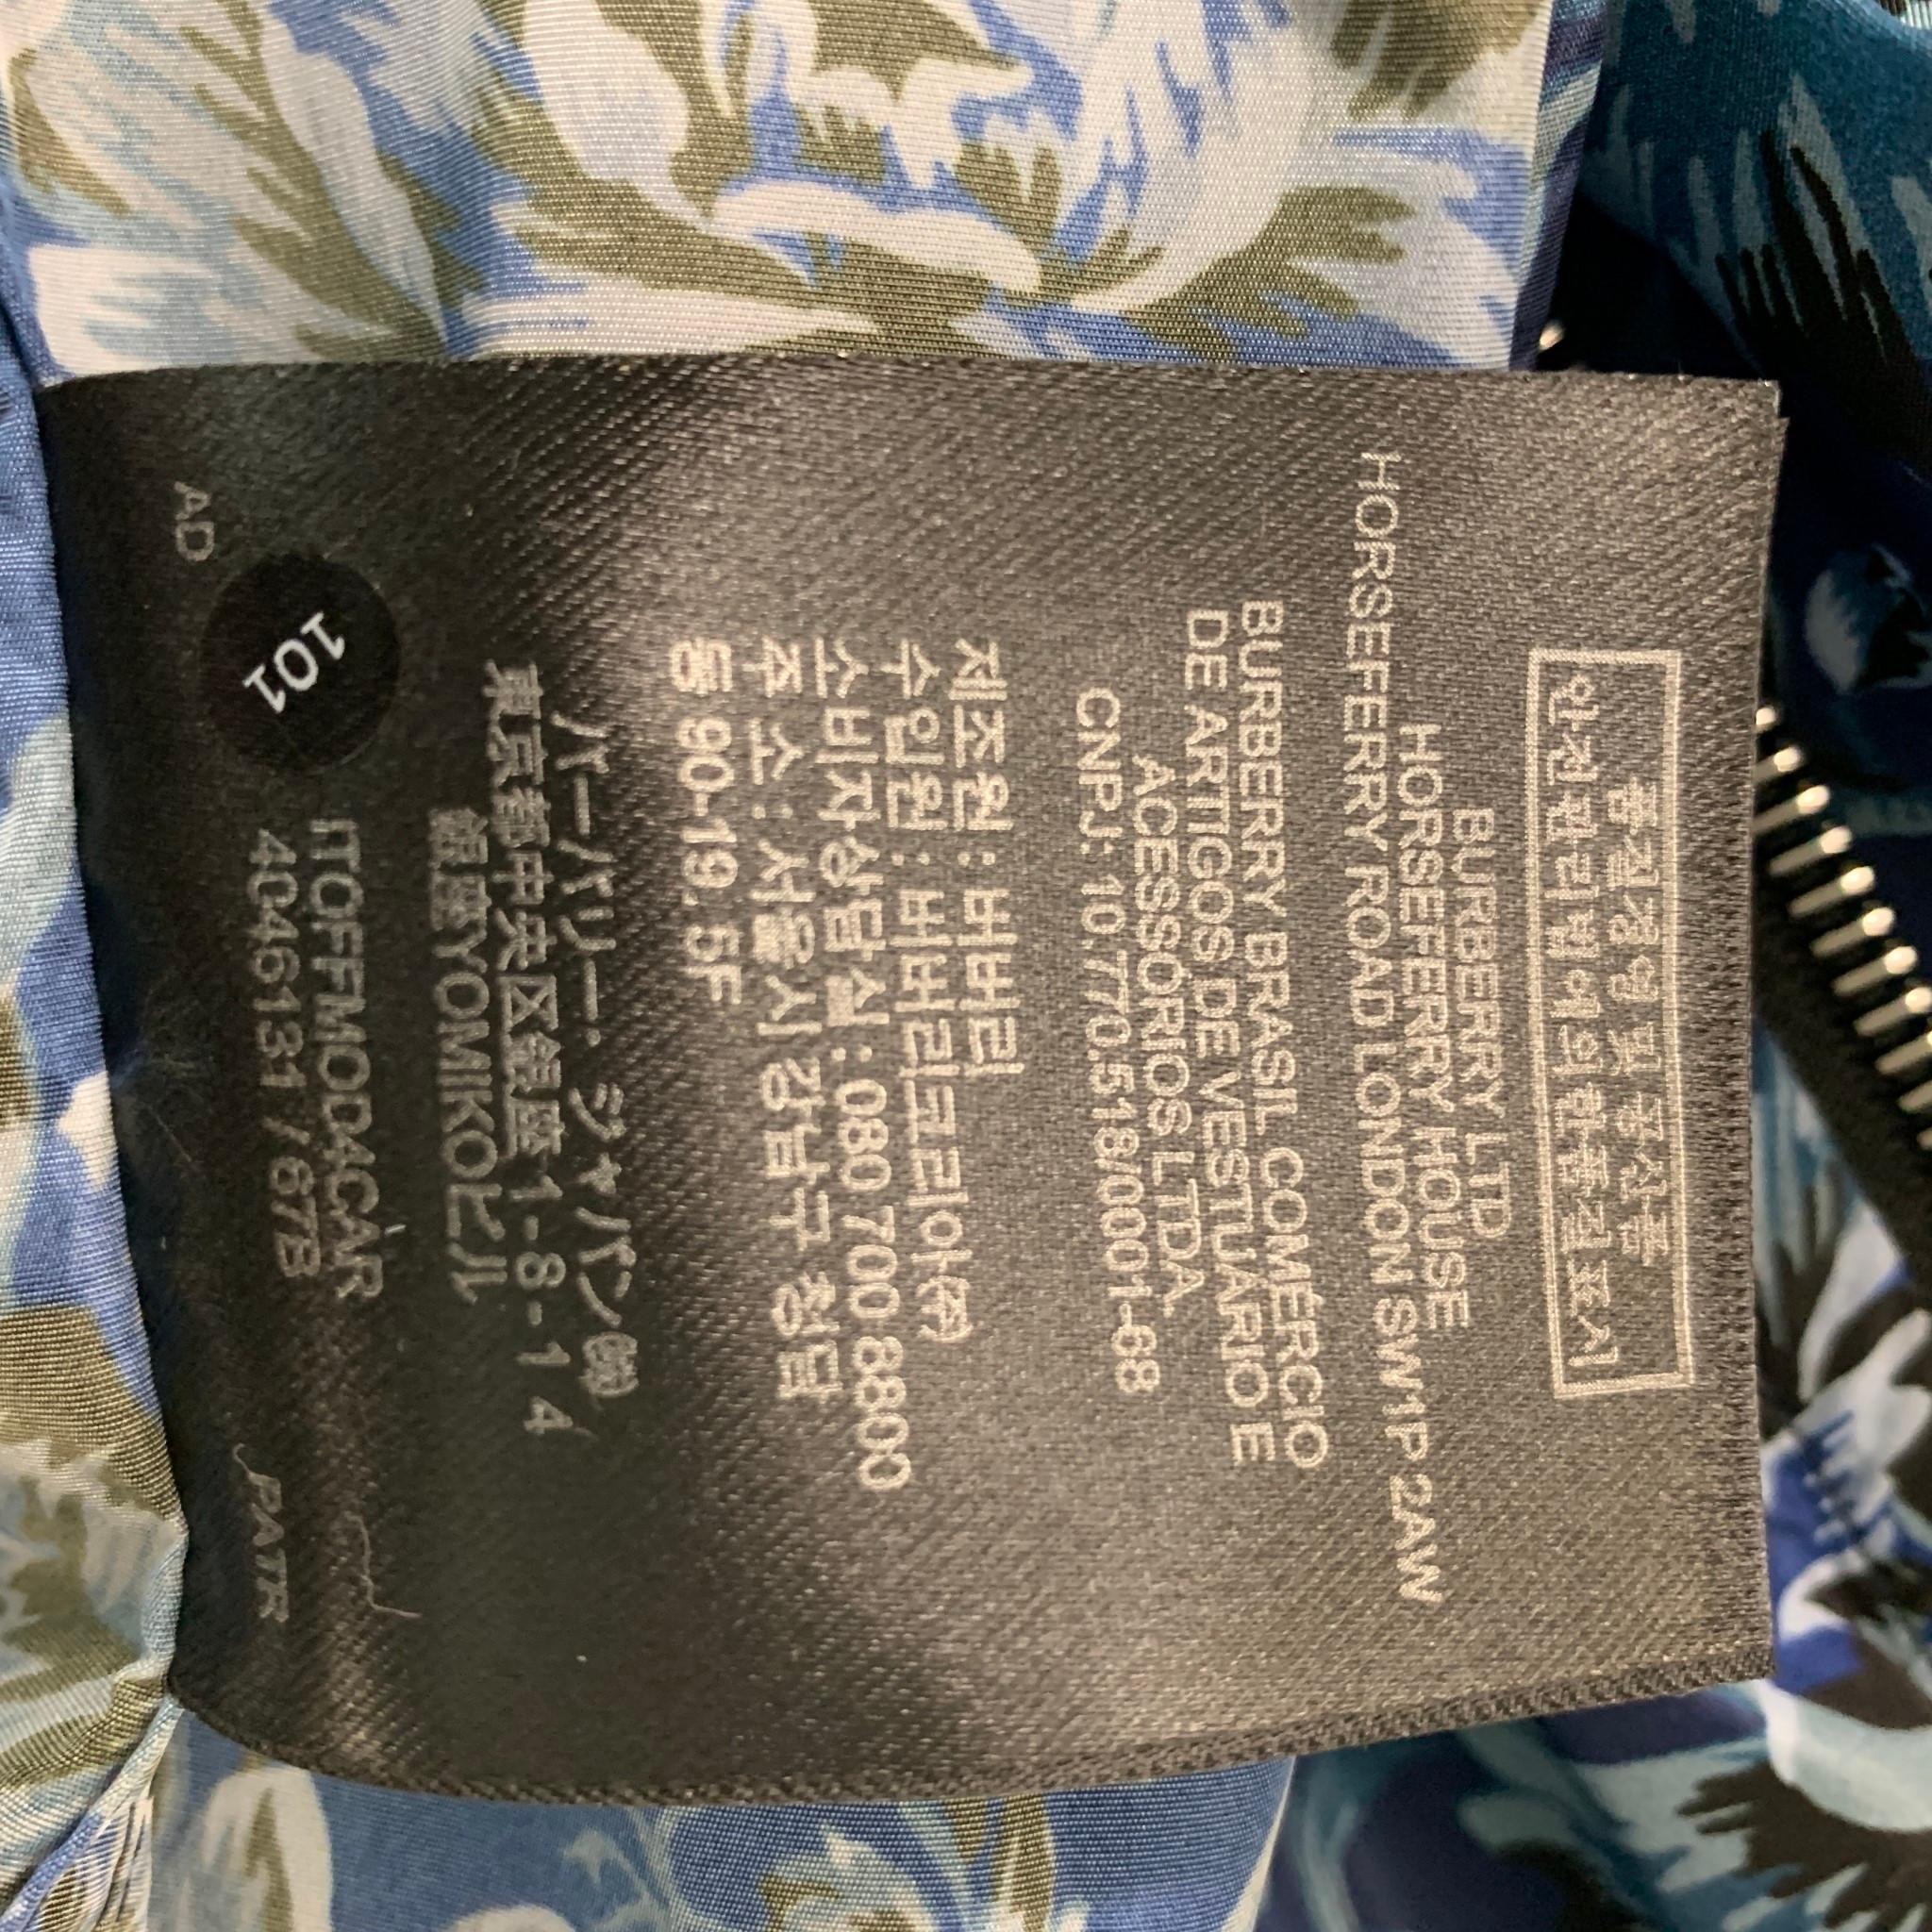 품질경영 및 공산품
안전관리법에의한품질표시
BURBERRY LTD
HORSEFERRY HOUSE
HORSEFERRY ROAD LONDON SW1P 2AW
BURBERRY BRASIL COMÉRCIO
DE ARTIGOS DE VESTUÁRIO E
ACESSÓRIOS LTDA.
CNPJ: 10.770.518/0001-68
제조원: 버버리
수입원: 버버리코리아㈜
소비자상담실: 080 700 8800
주 소: 서울시 강남구 청담
동 90-19. 5F
バーバリー・ジャパン㈱
東京都中央区銀座1-8-14
銀座YOMIKOビル
ITOFFMOD4CAR
4046131 / 67B
AD
101
PA7R